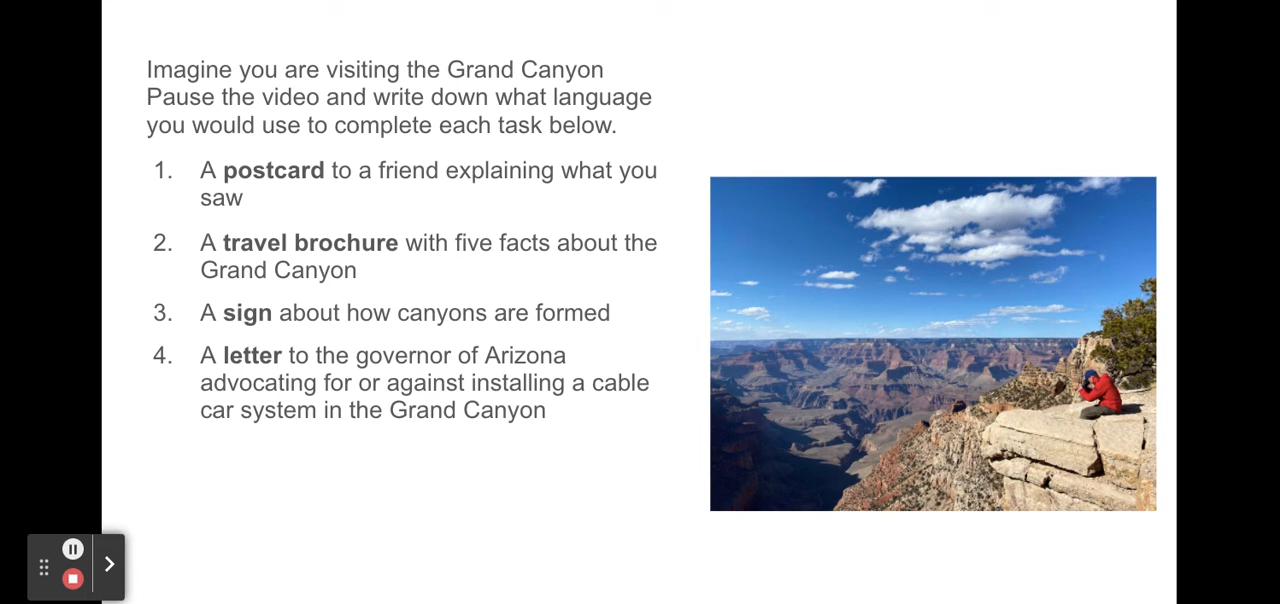 Imagine you are visiting the Grand Canyon
Pause the video and write down what language
you would use to complete each task below.
1. A postcard to a friend explaining what you
saw
2. A travel brochure with five facts about the
Grand Canyon
3. A sign about how canyons are formed
4. A letter to the governor of Arizona
advocating for or against installing a cable
car system in the Grand Canyon